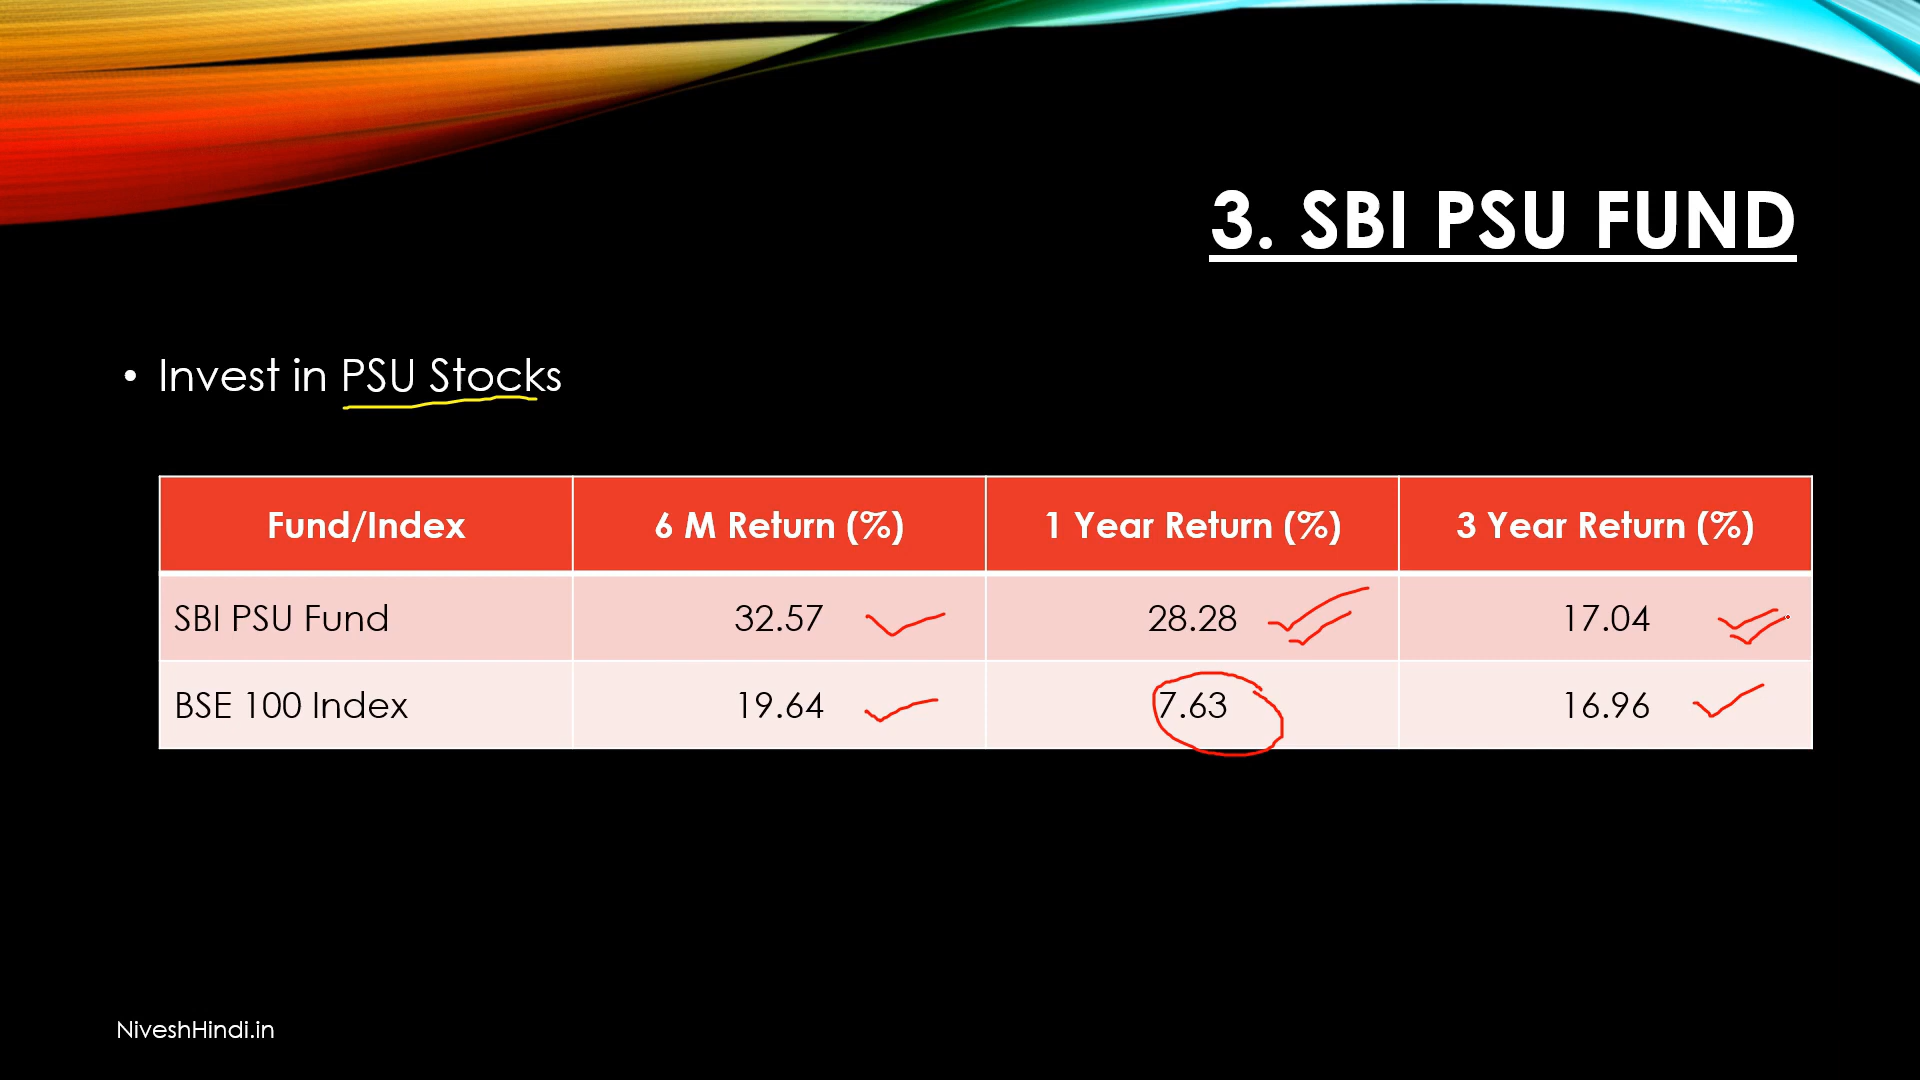 3. SBI PSU FUND
• Invest in PSU Stocks
Fund/Index 6 M Return (%) 1 Year Return (%) 3 Year Return (%)
SBI PSU Fund 32.57 28.28 17.04
BSE 100 Index 19.64 7.63 16.96
NiveshHindi.in